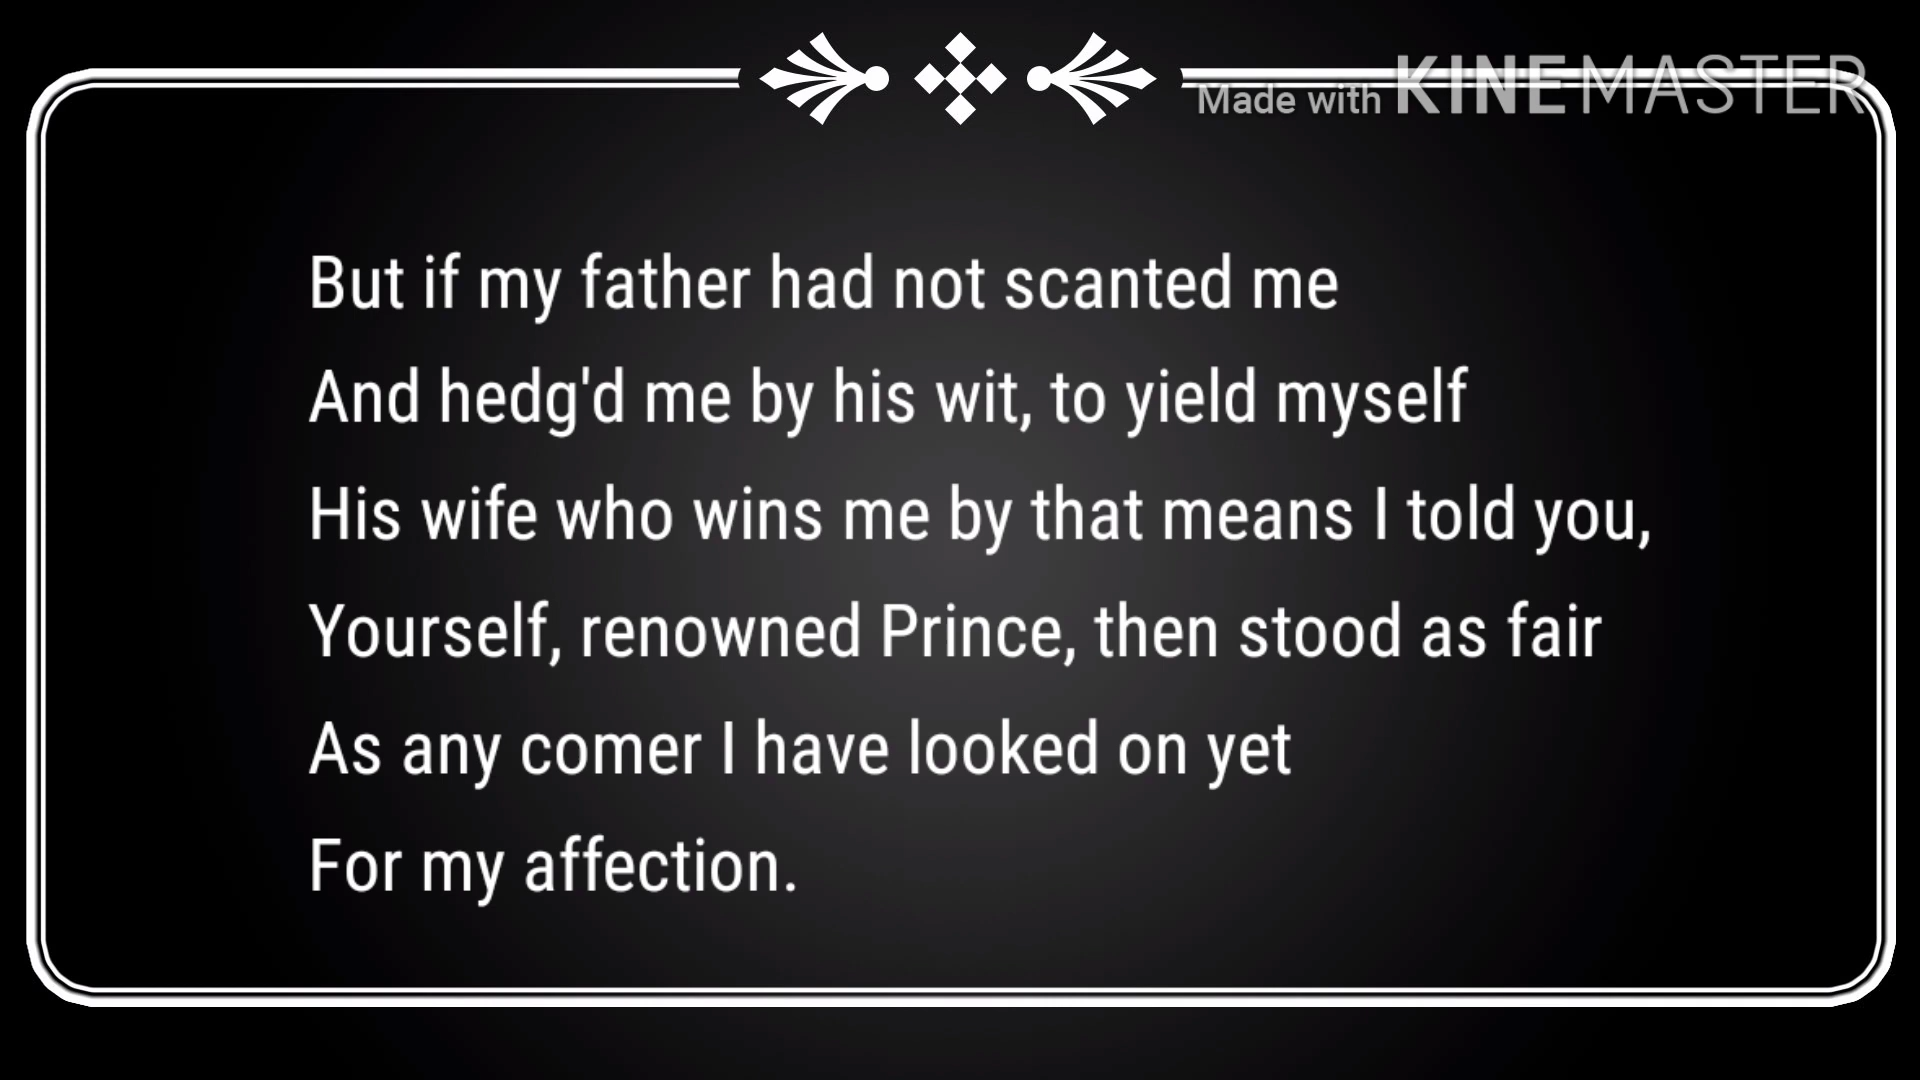 Made with KINEMASTER
But if my father had not scanted me
And hedg'd me by his wit, to yield myself
His wife who wins me by that means I told you,
Yourself, renowned Prince, then stood as fair
As any comer I have looked on yet
For my affection.